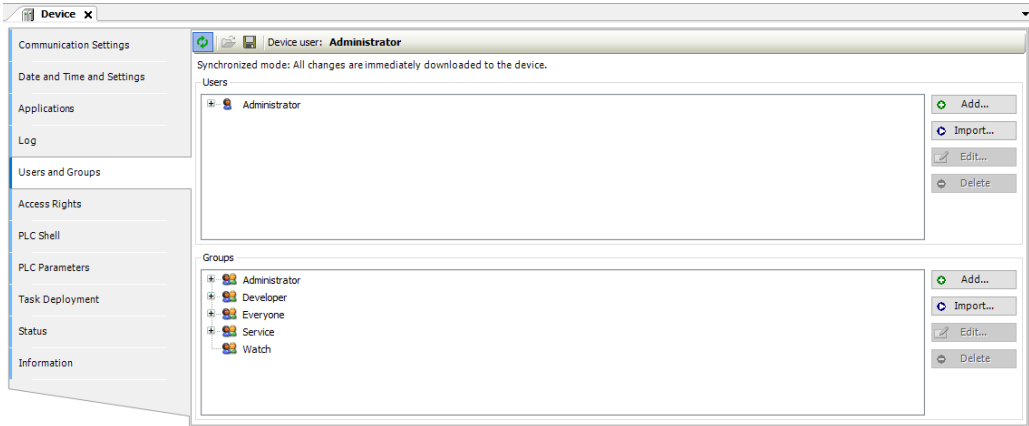 Device
Communication Settings
Date and Time and Settings
Applications
Log
Users and Groups
Access Rights
PLC Shell
PLC Parameters
Task Deployment
Status
Information
Device user: Administrator
Synchronized mode: All changes are immediately downloaded to the device.
Users
Administrator
Add...
Import...
Edit...
Delete
Groups
Administrator
Developer
Everyone
Service
Watch
Add...
Import...
Edit...
Delete